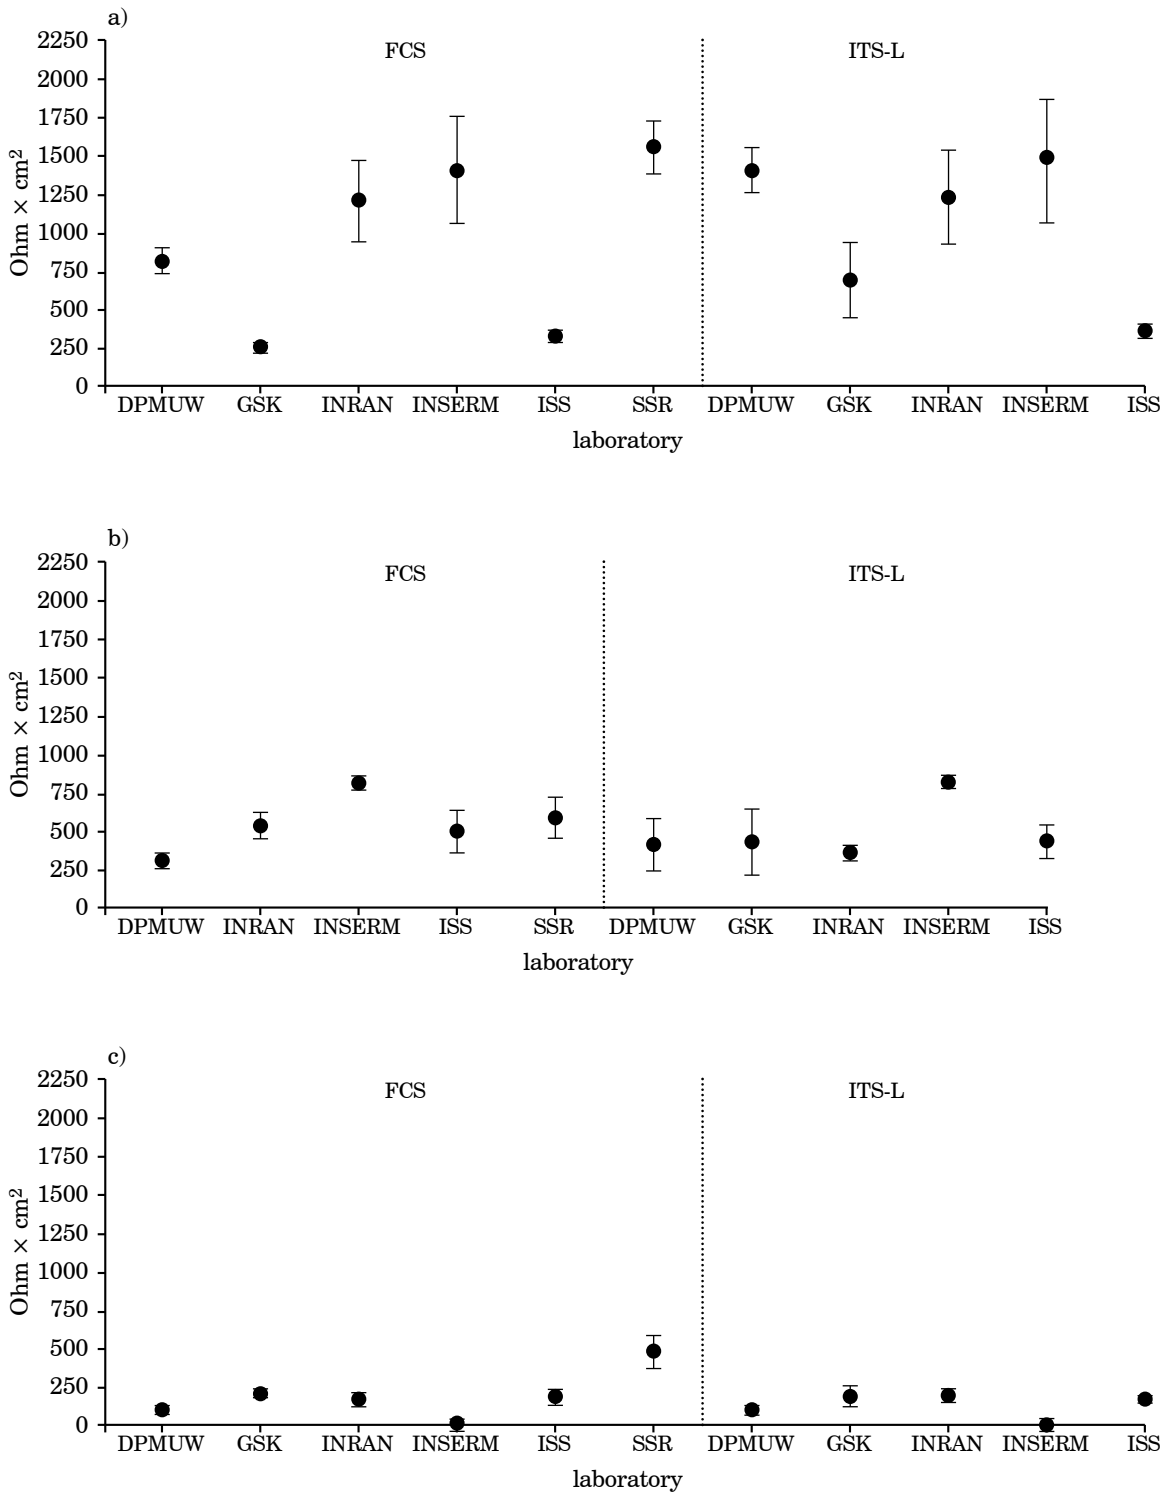 a)
FCS ITS-L
2250
2000
1750
1500
1250
1000
750
500
250
0
Ohm × cm²
DPMUW GSK INRAN INSERM ISS SSR DPMUW GSK INRAN INSERM ISS
laboratory
b)
FCS ITS-L
2250
2000
1750
1500
1250
1000
750
500
250
0
Ohm × cm²
DPMUW INRAN INSERM ISS SSR DPMUW GSK INRAN INSERM ISS
laboratory
c)
FCS ITS-L
2250
2000
1750
1500
1250
1000
750
500
250
0
Ohm × cm²
DPMUW GSK INRAN INSERM ISS SSR DPMUW GSK INRAN INSERM ISS
laboratory